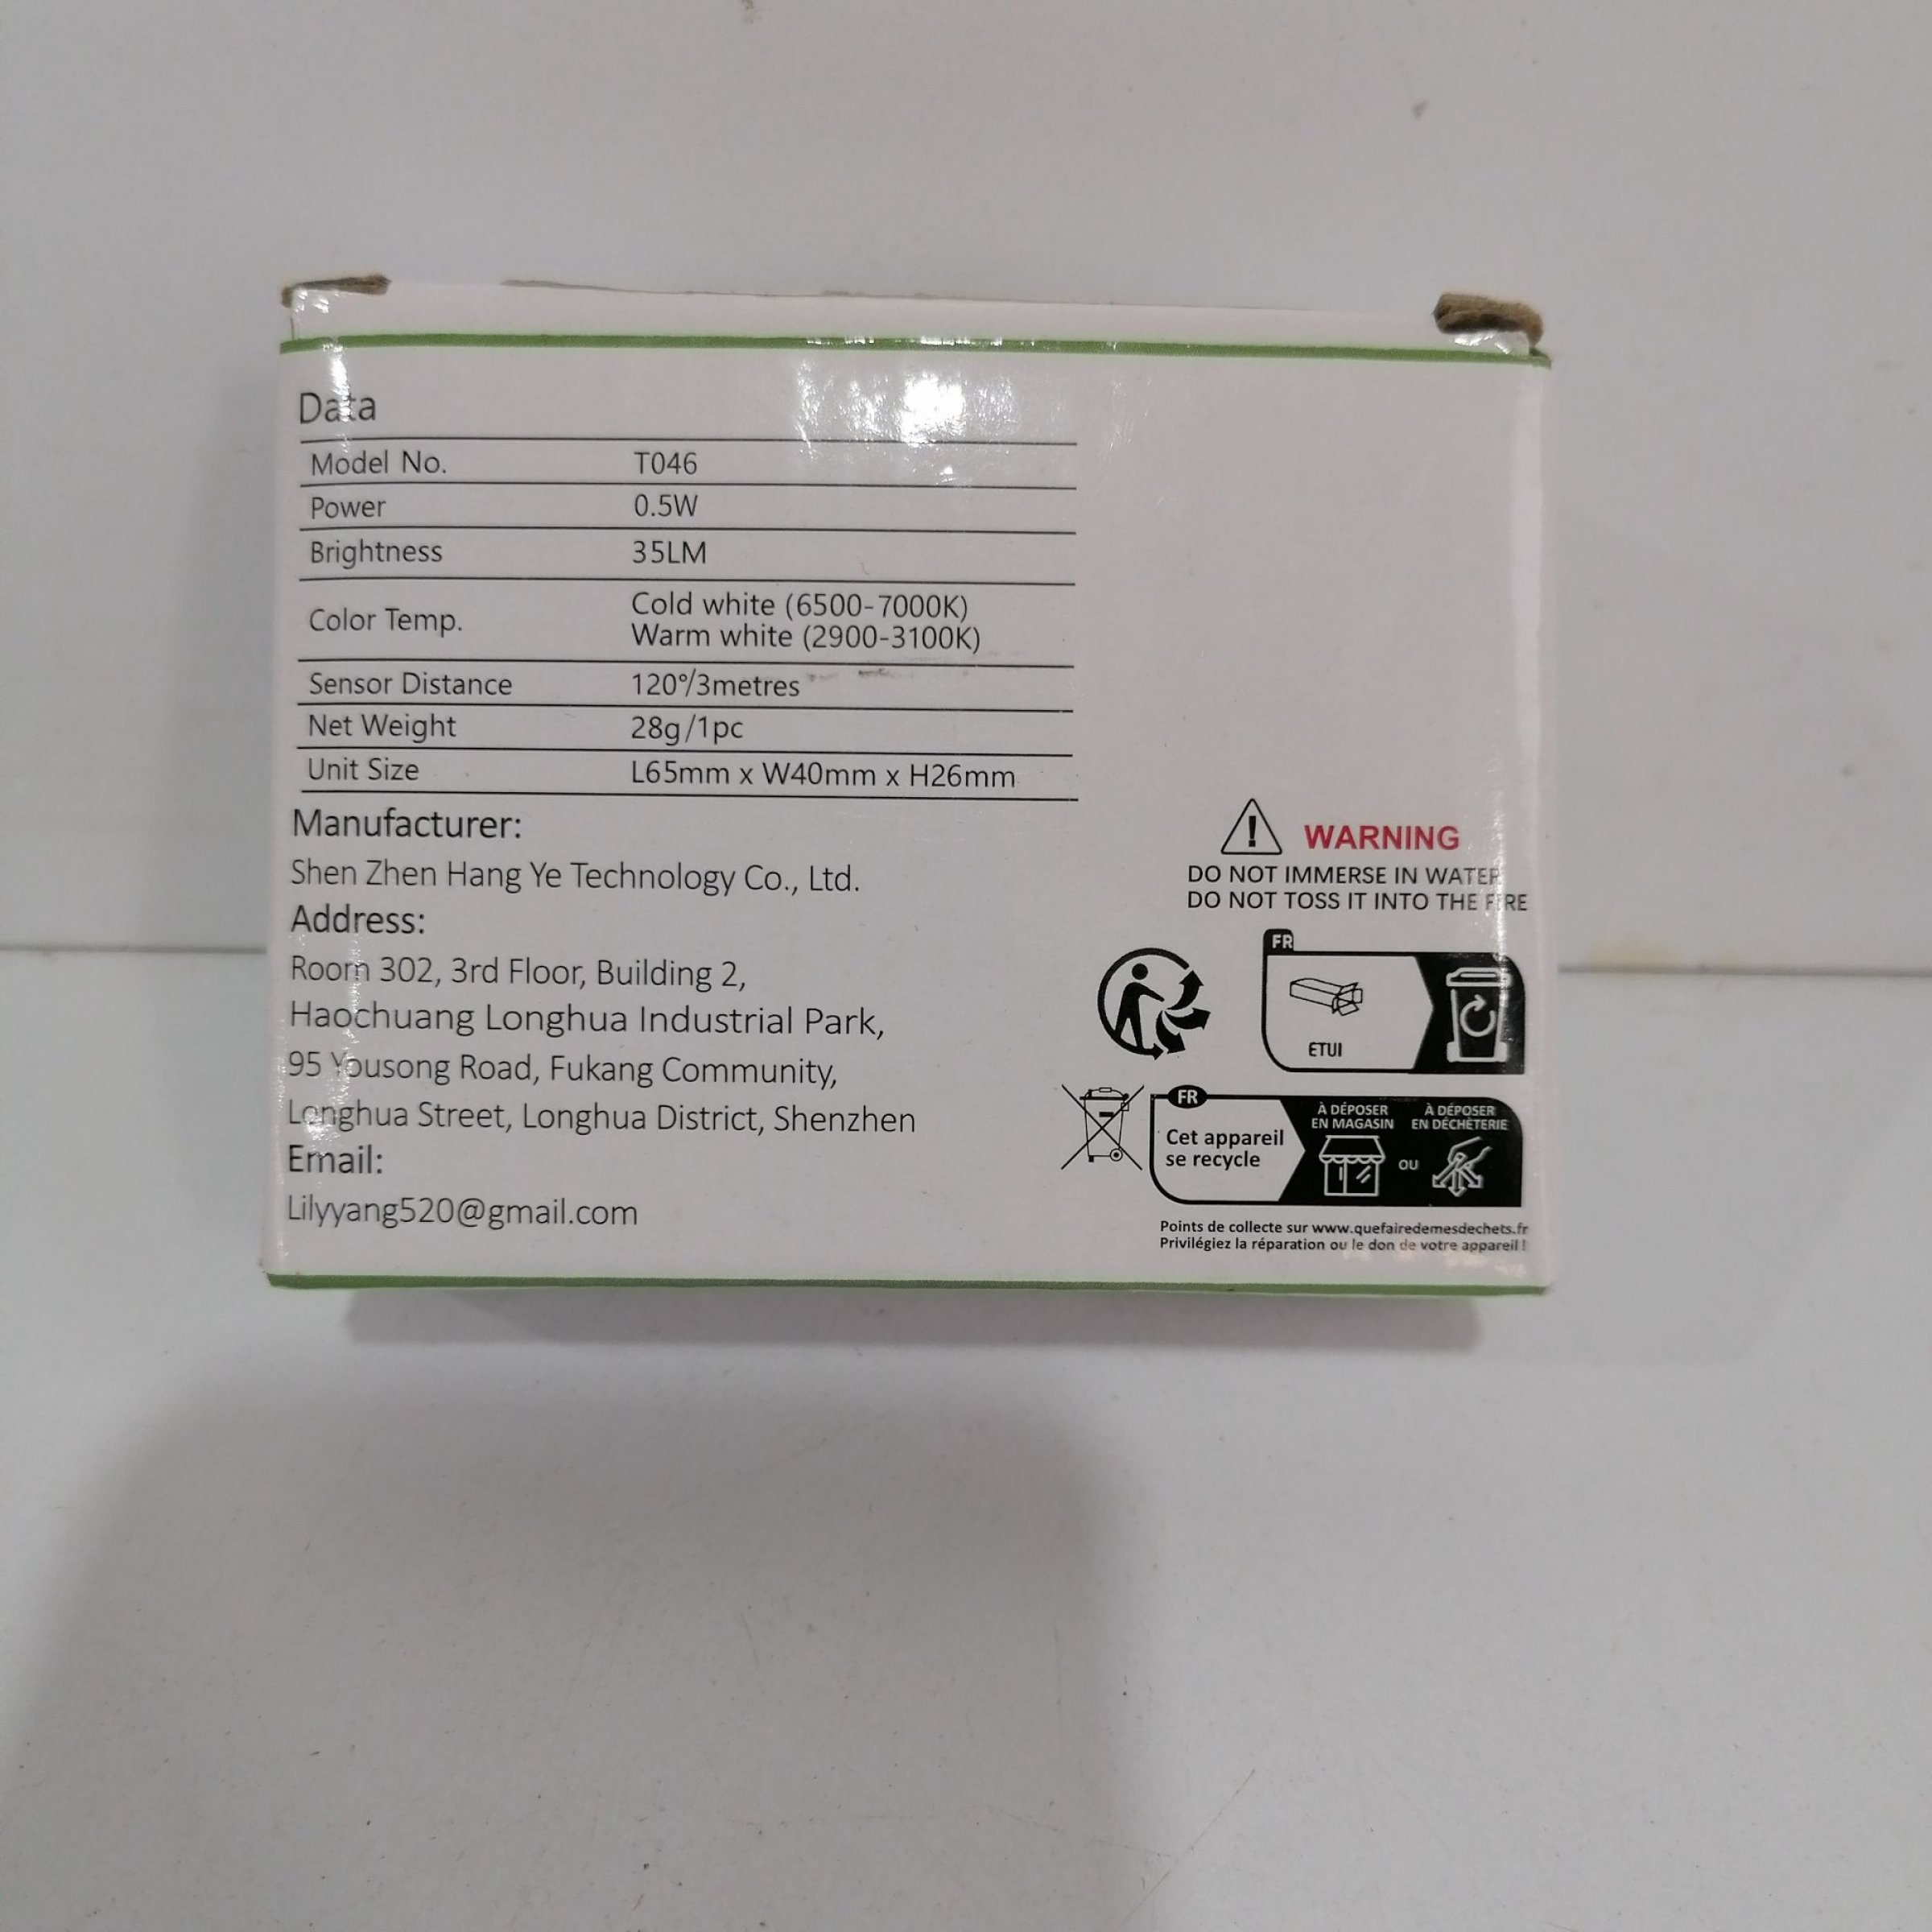 Data
Model No. T046
Power 0.5W
Brightness 35LM
Color Temp. Cold white (6500-7000K)
Warm white (2900-3100K)
Sensor Distance 120°/3metres
Net Weight 28g/1pc
Unit Size L65mm x W40mm x H26mm
Manufacturer:
Shen Zhen Hang Ye Technology Co., Ltd.
Address:
Room 302, 3rd Floor, Building 2,
Haochuang Longhua Industrial Park,
95 Yousong Road, Fukang Community,
Longhua Street, Longhua District, Shenzhen
Email:
Lilyyang520@gmail.com
WARNING
DO NOT IMMERSE IN WATER
DO NOT TOSS IT INTO THE FIRE
FR
ETUI
FR
Cet appareil
se recycle
À DÉPOSER
EN MAGASIN
OU
À DÉPOSER
EN DÉCHÈTERIE
Points de collecte sur www.quefairedemesdechets.fr
Privilégiez la réparation ou le don de votre appareil !